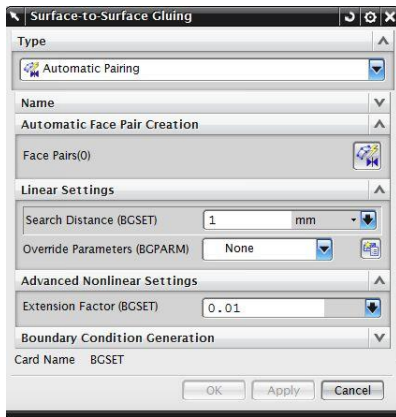 Surface-to-Surface Gluing
Type
Automatic Pairing
Name
Automatic Face Pair Creation
Face Pairs(0)
Linear Settings
Search Distance (BGSET) 1 mm
Override Parameters (BGPARM) None
Advanced Nonlinear Settings
Extension Factor (BGSET) 0.01
Boundary Condition Generation
Card Name BGSET
OK Apply Cancel